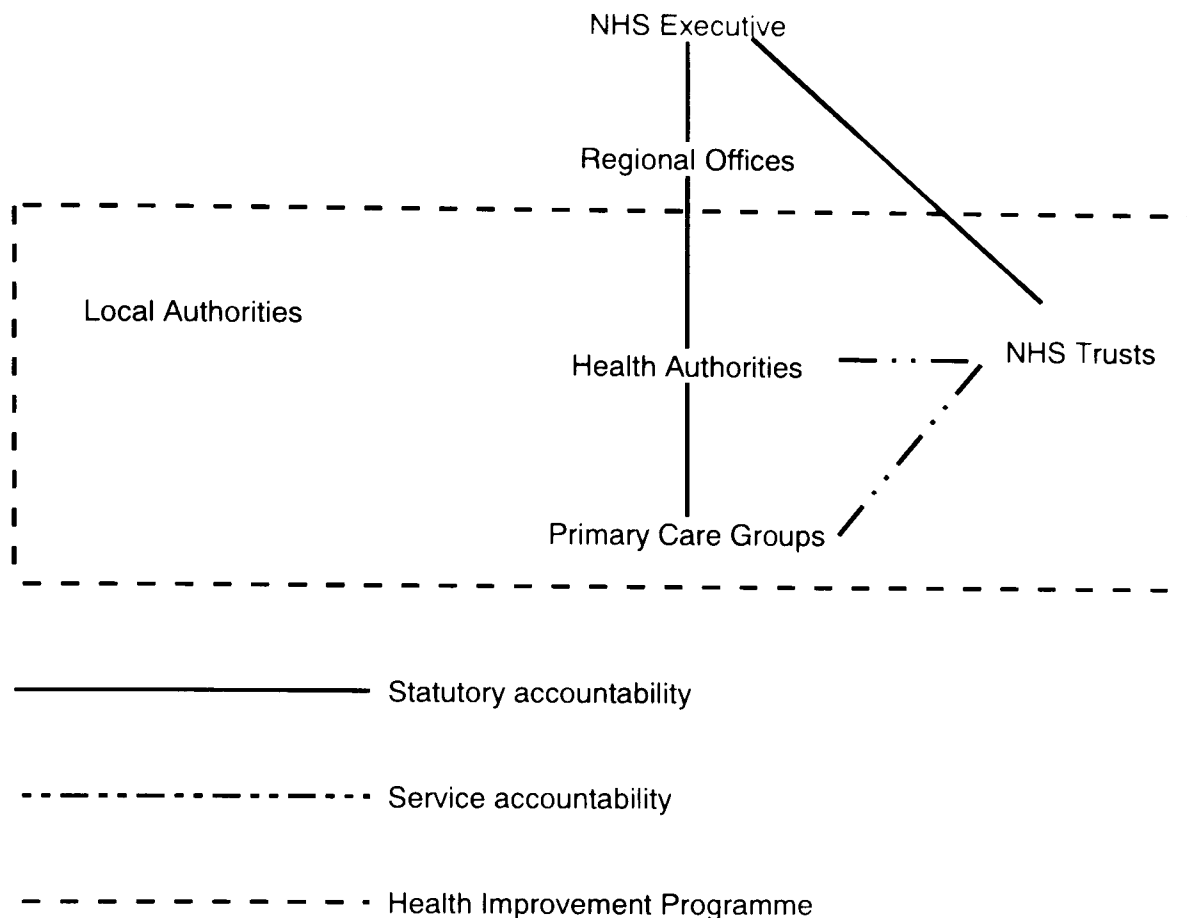 NHS Executive
Regional Offices
Local Authorities
Health Authorities
NHS Trusts
Primary Care Groups
Statutory accountability
Service accountability
Health Improvement Programme